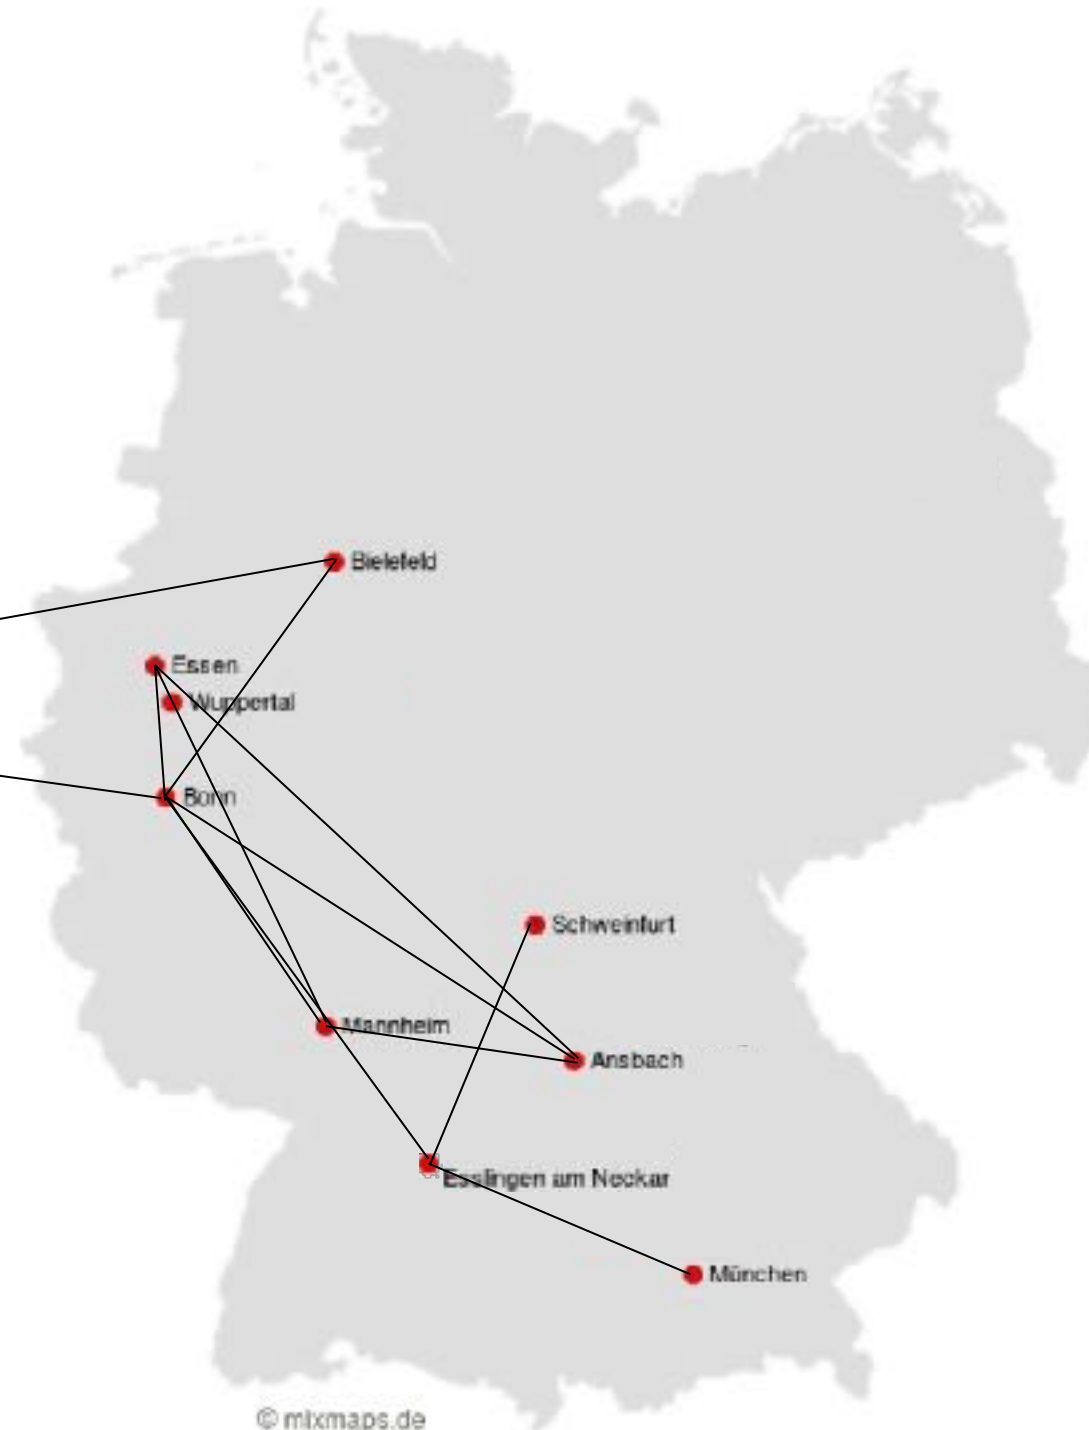 Bielefeld
Essen
Wuppertal
Bonn
Schweinfurt
Mannheim
Ansbach
Esslingen am Neckar
München
© mixmaps.de